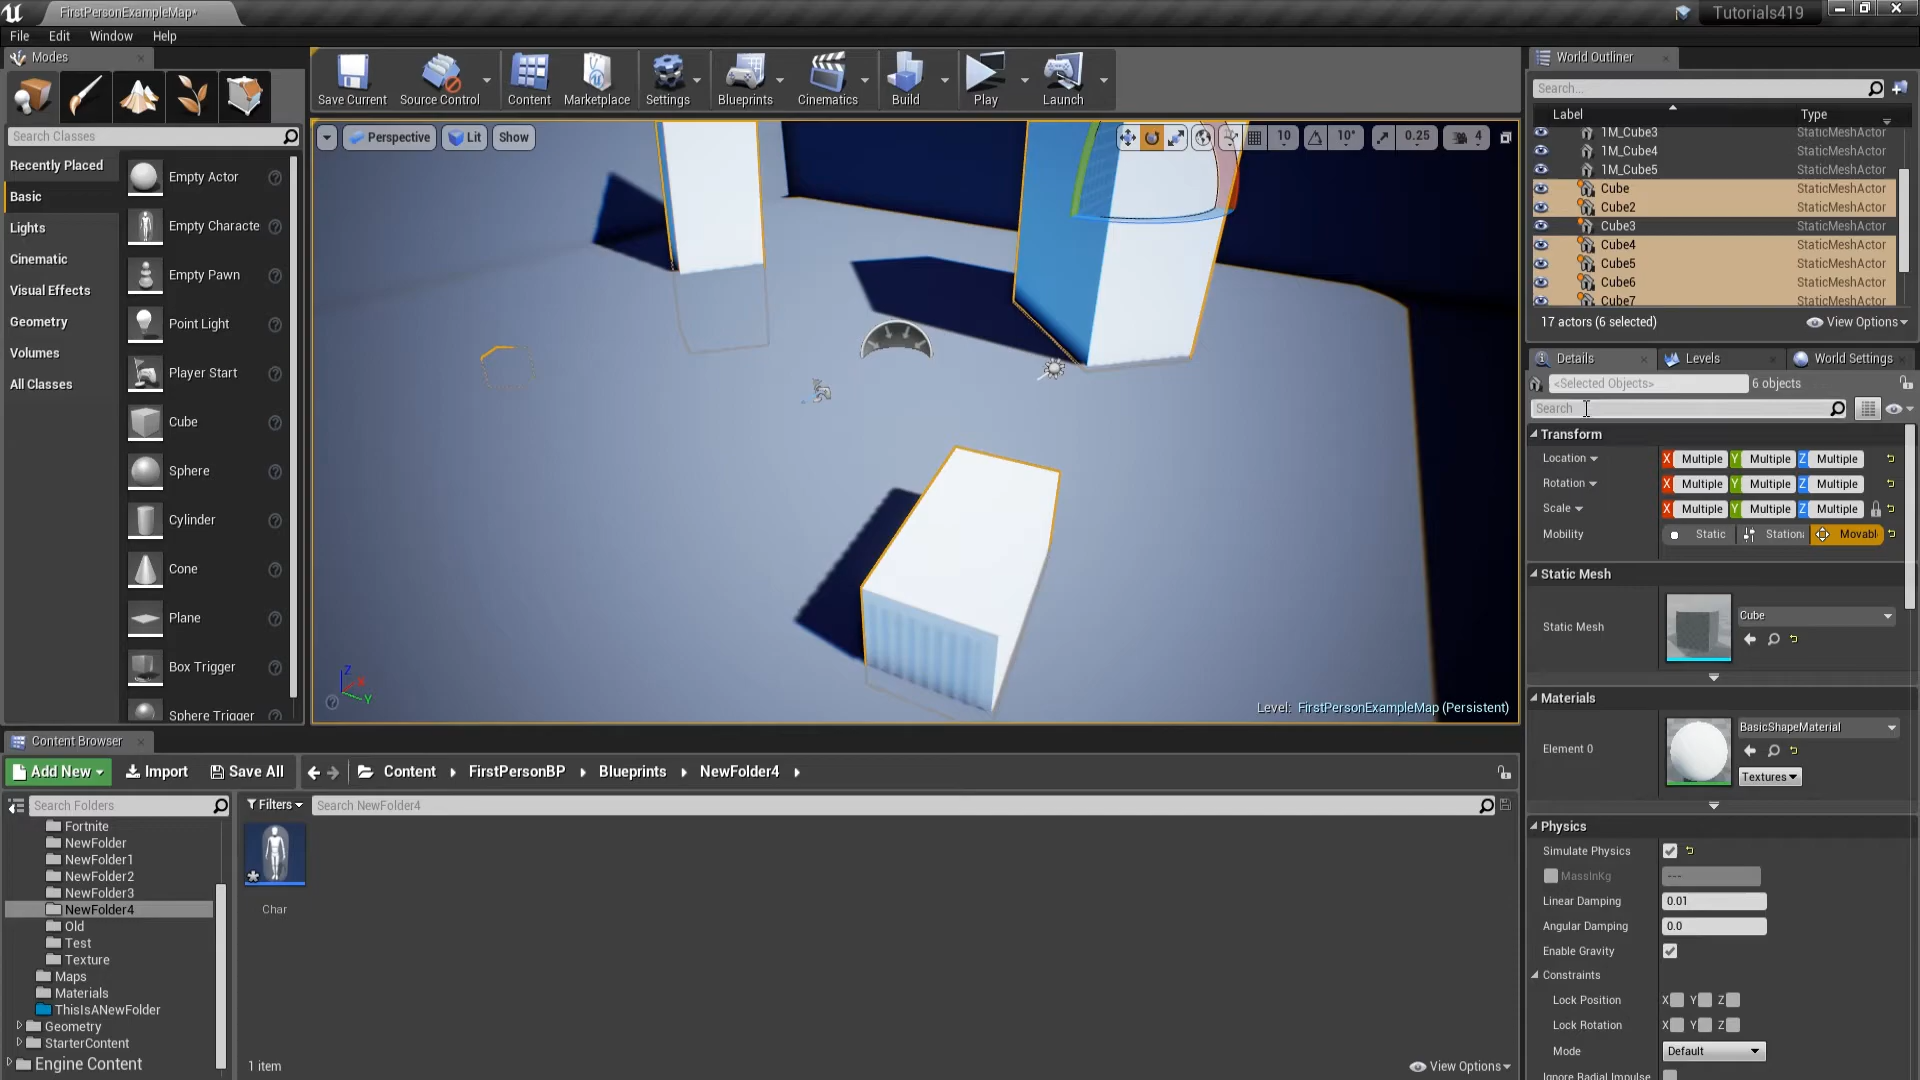 FirstPersonExampleMap*
Tutorials419
File Edit Window Help
Modes
Search Classes
Recently Placed
Basic
Lights
Cinematic
Visual Effects
Geometry
Volumes
All Classes
Empty Actor
Empty Characte
Empty Pawn
Point Light
Player Start
Cube
Sphere
Cylinder
Cone
Plane
Box Trigger
Sphere Trigger
Save Current
Source Control
Content
Marketplace
Settings
Blueprints
Cinematics
Build
Play
Launch
Perspective
Lit
Show
10
10°
0.25
4
Z
X
Y
Level: FirstPersonExampleMap (Persistent)
World Outliner
Search...
Label Type
1M_Cube3 StaticMeshActor
1M_Cube4 StaticMeshActor
1M_Cube5 StaticMeshActor
Cube StaticMeshActor
Cube2 StaticMeshActor
Cube3 StaticMeshActor
Cube4 StaticMeshActor
Cube5 StaticMeshActor
Cube6 StaticMeshActor
Cube7 StaticMeshActor
17 actors (6 selected)
View Options
Details
Levels
World Settings
<Selected Objects>
6 objects
Search
Transform
Location X Multiple Y Multiple Z Multiple
Rotation X Multiple Y Multiple Z Multiple
Scale X Multiple Y Multiple Z Multiple
Mobility Static Stationa Movabl
Static Mesh
Static Mesh
Cube
Materials
Element 0
BasicShapeMaterial
Textures
Physics
Simulate Physics
MassInKg ---
Linear Damping 0.01
Angular Damping 0.0
Enable Gravity
Constraints
Lock Position X Y Z
Lock Rotation X Y Z
Mode Default
Ignore Radial Impulse
Content Browser
Add New
Import
Save All
Content
FirstPersonBP
Blueprints
NewFolder4
Search Folders
Filters
Search NewFolder4
Fortnite
NewFolder
NewFolder1
NewFolder2
NewFolder3
NewFolder4
Old
Test
Texture
Maps
Materials
ThisIsANewFolder
Geometry
StarterContent
Engine Content
Char
1 item
View Options